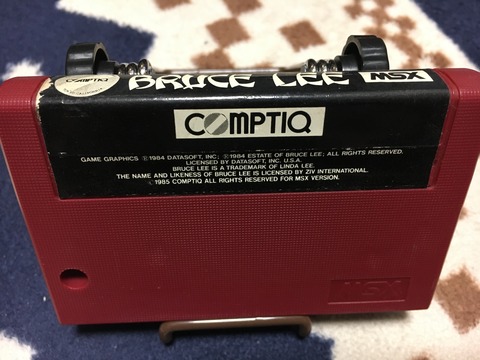 COMPTIQ
BRUCE LEE
MSX
COMPTIQ
GAME GRAPHICS ©1984 DATASOFT, INC; ©1984 ESTATE OF BRUCE LEE; ALL RIGHTS RESERVED.
LICENSED BY DATASOFT, INC. U.S.A.
BRUCE LEE IS A TRADEMARK OF LINDA LEE.
THE NAME AND LIKENESS OF BRUCE LEE IS LICENSED BY ZIV INTERNATIONAL.
©1985 COMPTIQ ALL RIGHTS RESERVED FOR MSX VERSION.
MSX